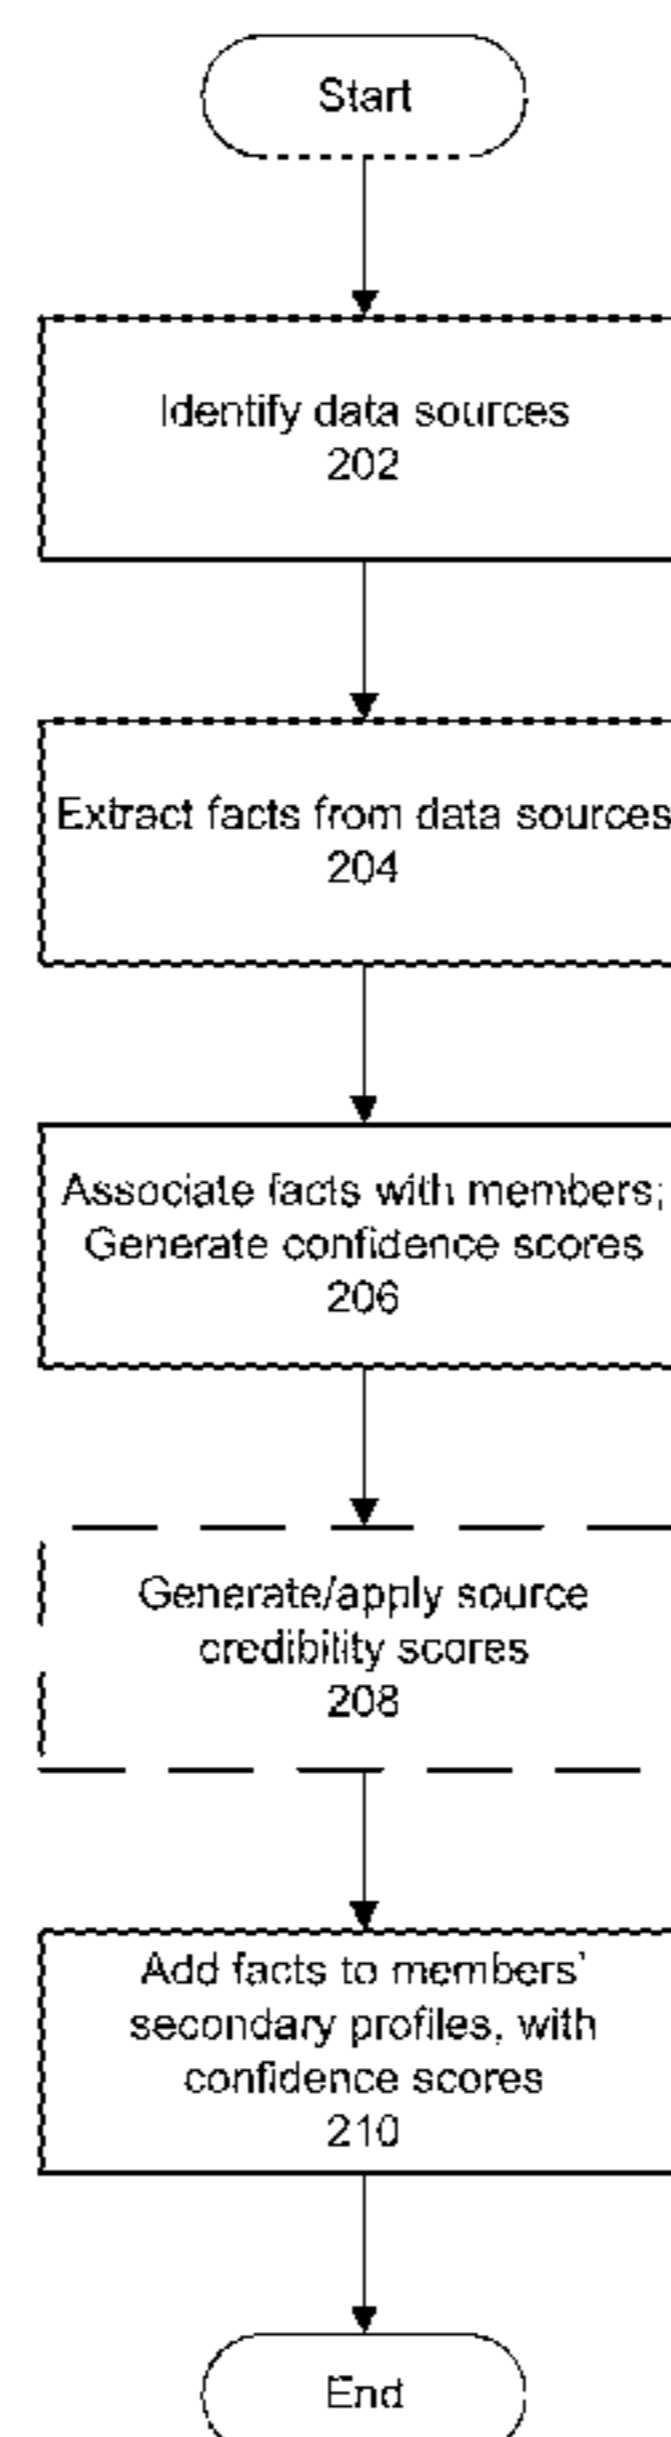 Start
Identify data sources
202
Extract facts from data sources
204
Associate facts with members;
Generate confidence scores
206
Generate/apply source
credibility scores
208
Add facts to members'
secondary profiles, with
confidence scores
210
End